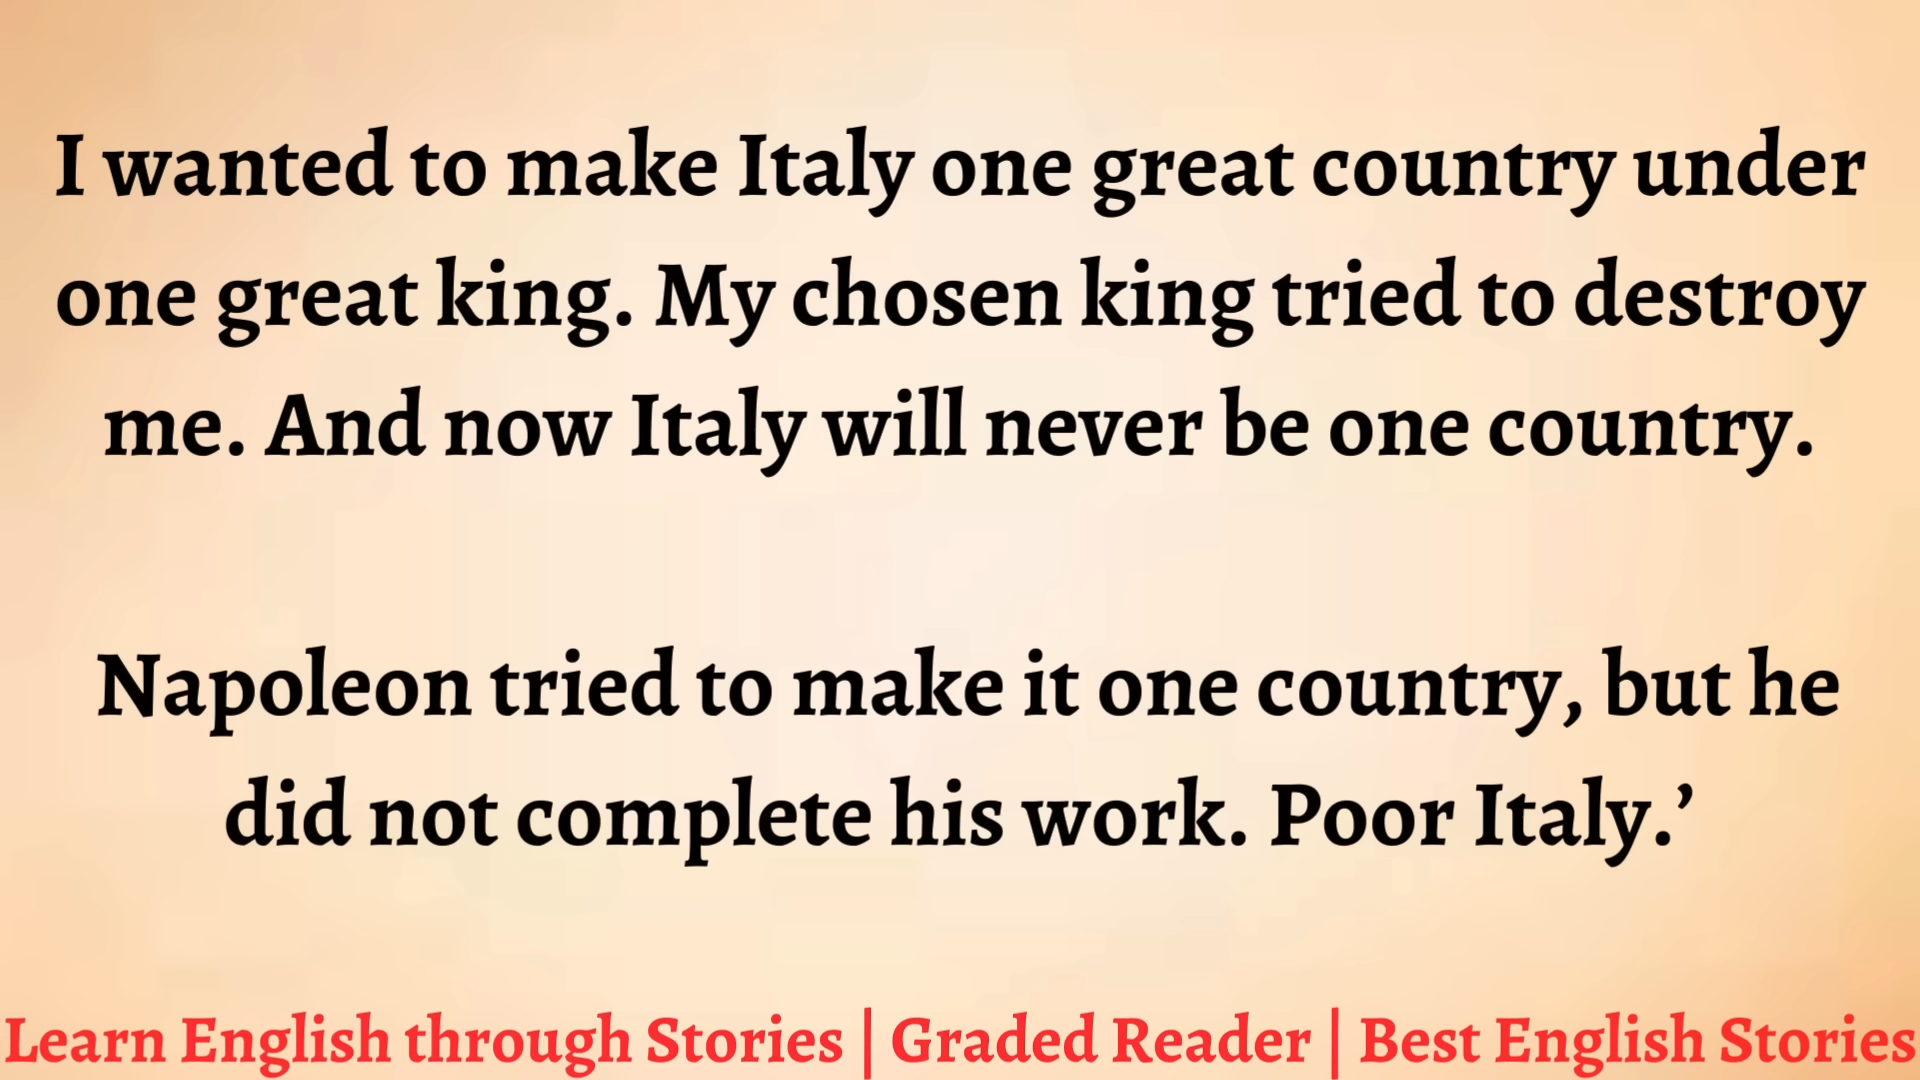 I wanted to make Italy one great country under
one great king. My chosen king tried to destroy
me. And now Italy will never be one country.
Napoleon tried to make it one country, but he
did not complete his work. Poor Italy.’
Learn English through Stories | Graded Reader | Best English Stories